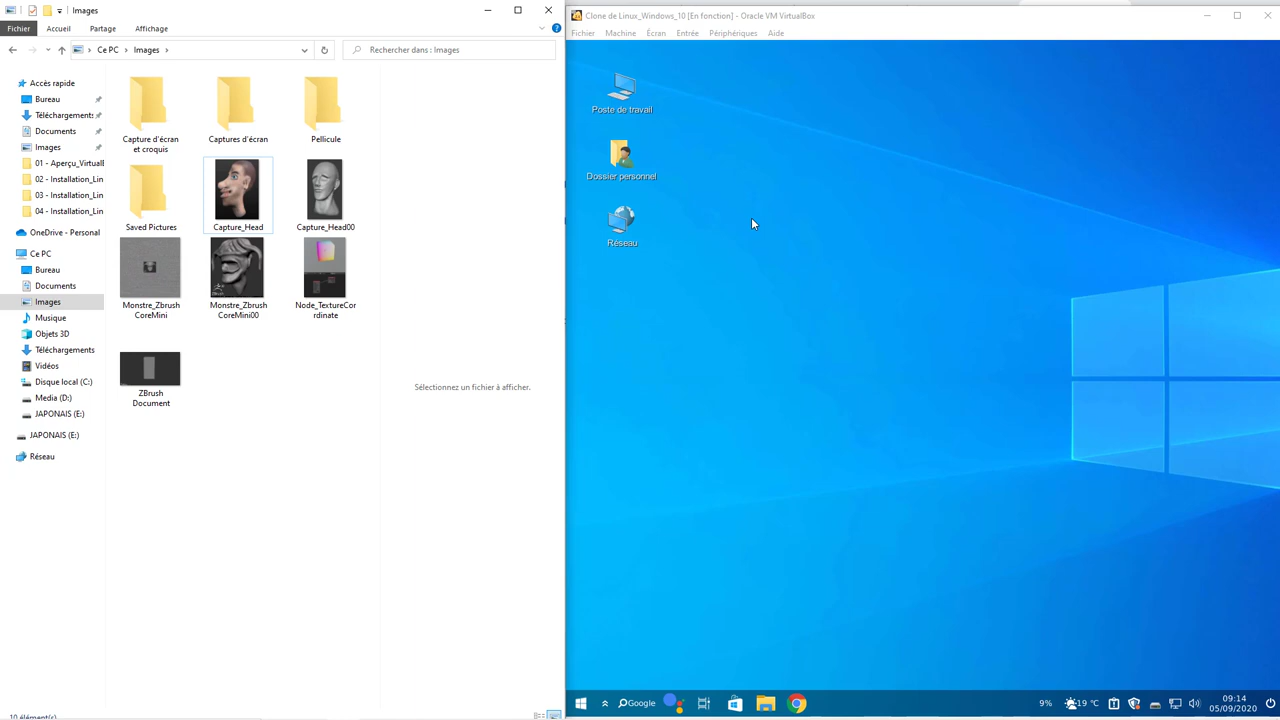 Images
Fichier Accueil Partage Affichage
Ce PC Images
Rechercher dans : Images
Accès rapide
Bureau
Téléchargements
Documents
Images
01 - Aperçu_Virtuall
02 - Installation_Lin
03 - Installation_Lin
04 - Installation_Lin
OneDrive - Personal
Ce PC
Bureau
Documents
Images
Musique
Objets 3D
Téléchargements
Vidéos
Disque local (C:)
Media (D:)
JAPONAIS (E:)
JAPONAIS (E:)
Réseau
Capture d'écran
et croquis
Captures d'écran
Pellicule
Saved Pictures
Capture_Head
Capture_Head00
Monstre_Zbrush
CoreMini
Monstre_Zbrush
CoreMini00
Node_TextureCor
rdinate
ZBrush
Document
Sélectionnez un fichier à afficher.
10 élément(s)
Clone de Linux_Windows_10 [En fonction] - Oracle VM VirtualBox
Fichier Machine Écran Entrée Périphériques Aide
Poste de travail
Dossier personnel
Réseau
Google
9%
19 °C
09:14
05/09/2020